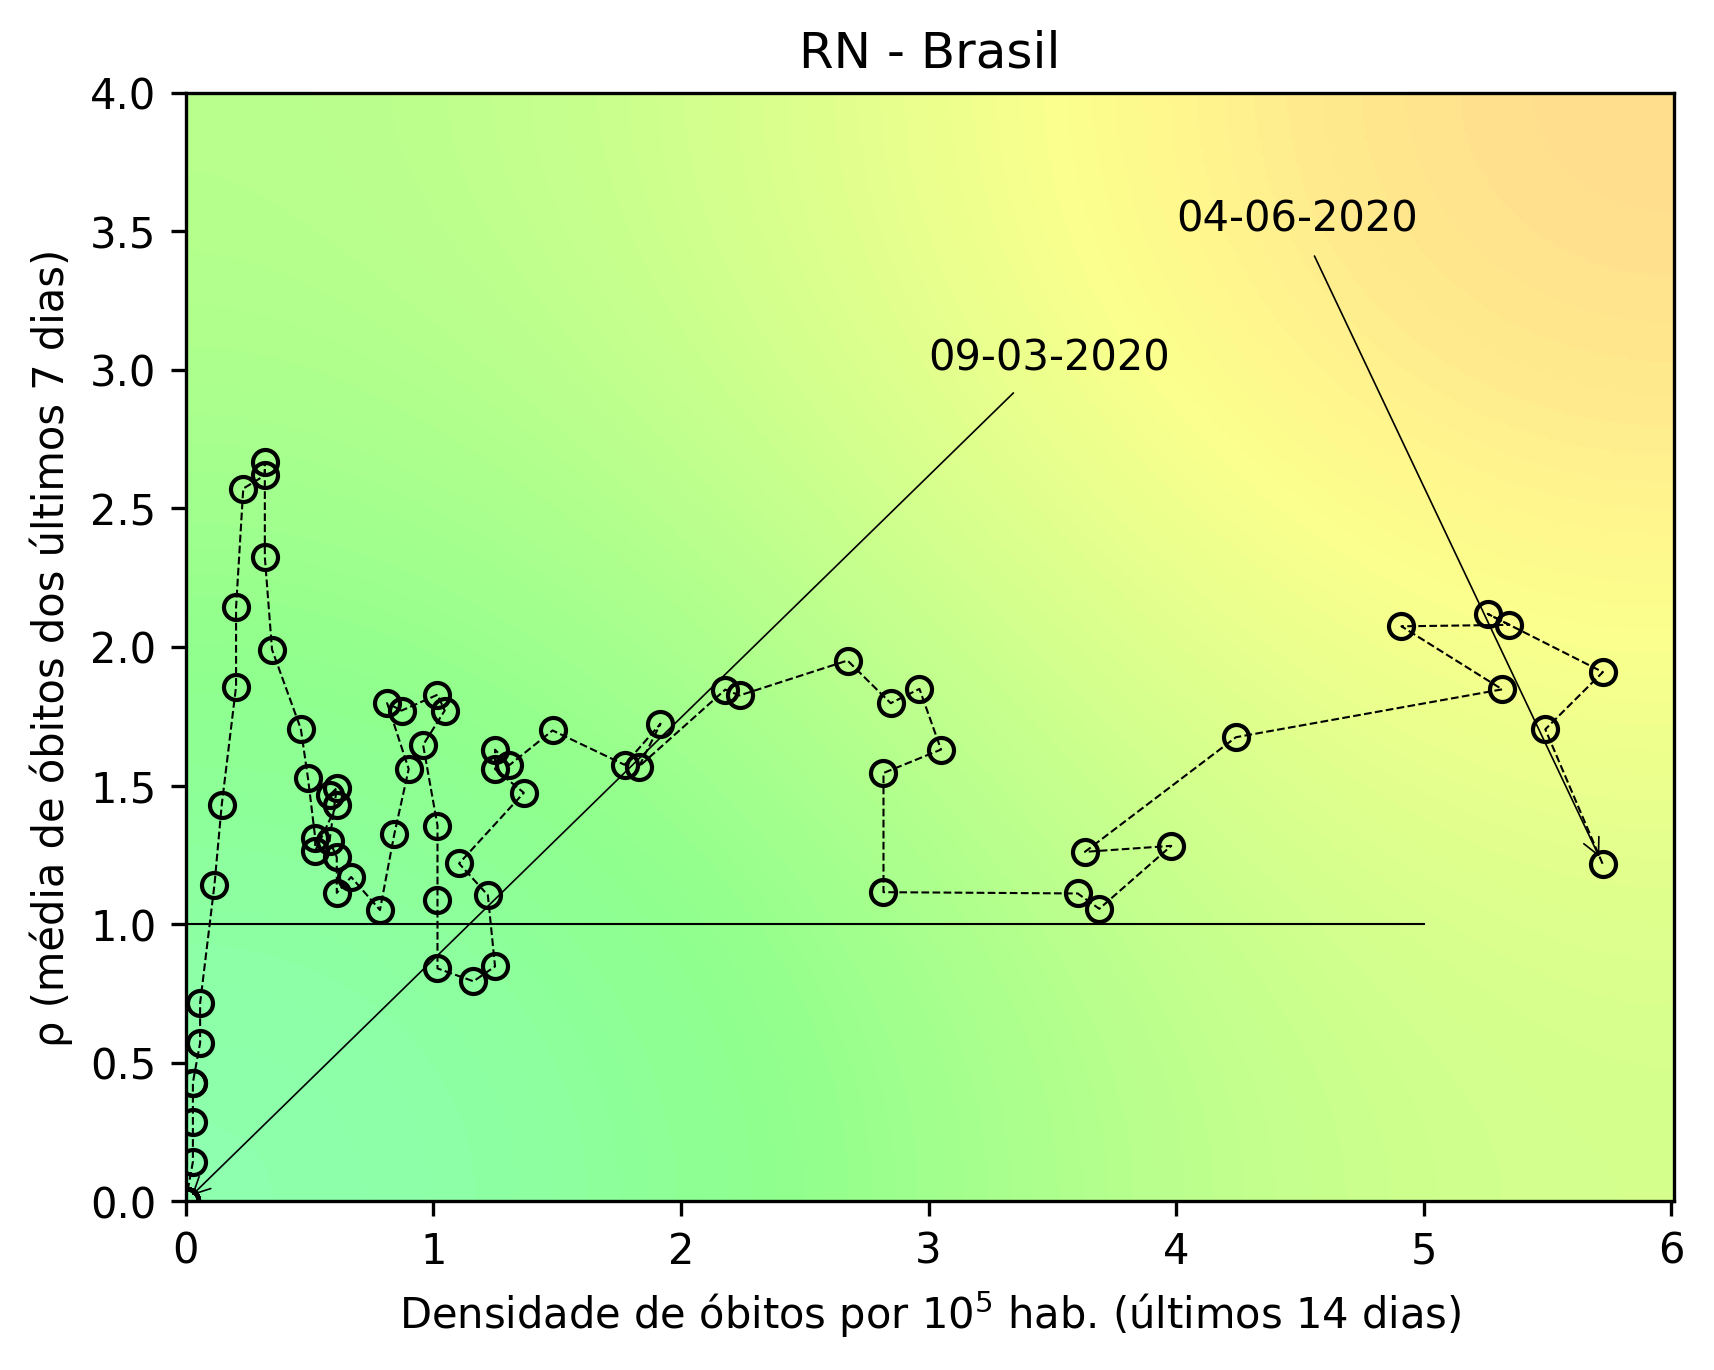 RN - Brasil
4.0
3.5
3.0
2.5
2.0
1.5
1.0
0.5
0.0
ρ (média de óbitos dos últimos 7 dias)
04-06-2020
09-03-2020
0 1 2 3 4 5 6
Densidade de óbitos por 10⁵ hab. (últimos 14 dias)